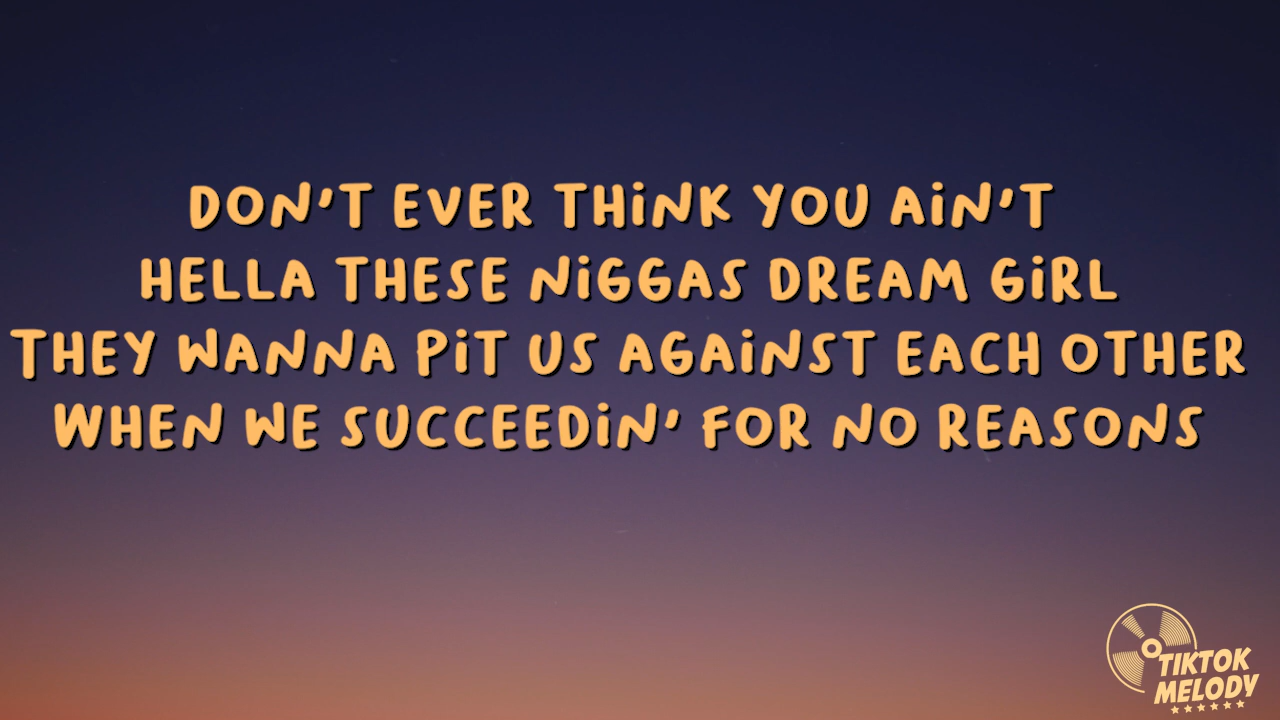 DON'T EVER THiNK YOU AiN'T
HELLA THESE NiGGAS DREAM GiRL
THEY WANNA PiT US AGAiNST EACH OTHER
WHEN WE SUCCEEDiN' FOR NO REASONS
TIKTOK
MELODY